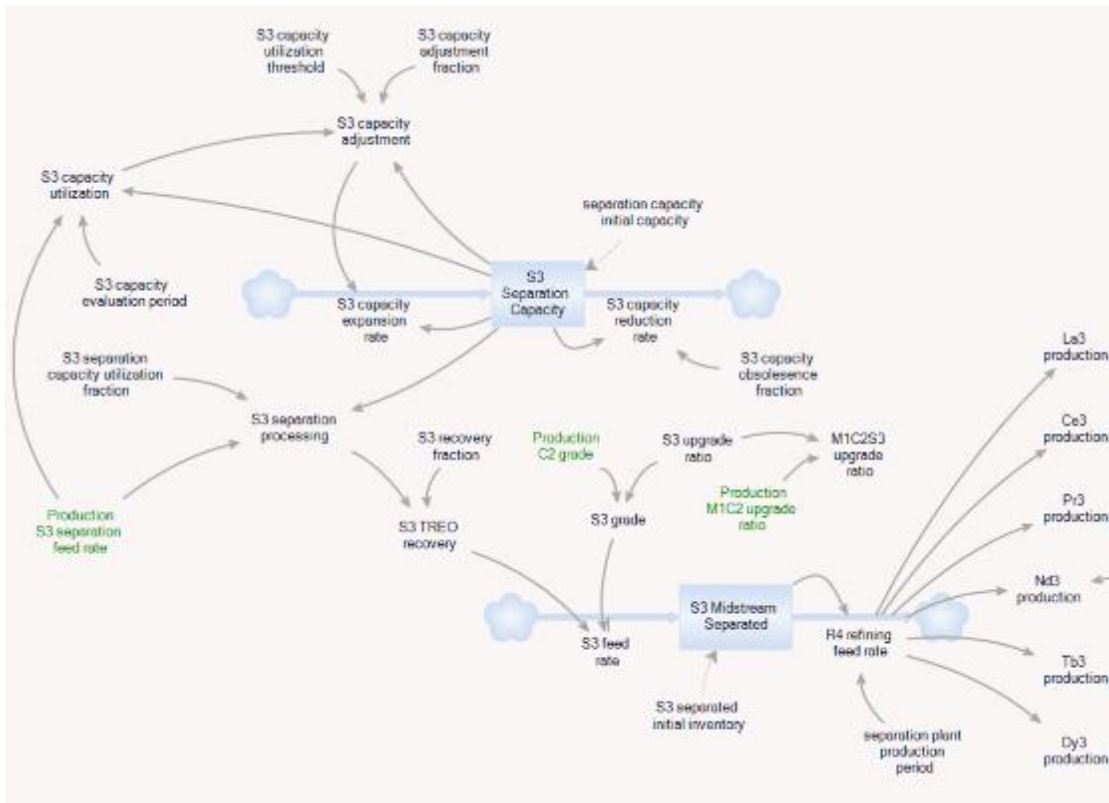 S3 capacity
utilization
threshold
S3 capacity
adjustment
fraction
S3 capacity
adjustment
S3 capacity
utilization
separation capacity
initial capacity
S3 capacity
evaluation period
S3
Separation
Capacity
S3 capacity
expansion
rate
S3 capacity
reduction
rate
La3
production
S3 separation
capacity utilization
fraction
S3 capacity
obsolesence
fraction
S3 separation
processing
S3 recovery
fraction
Production
C2 grade
S3 upgrade
ratio
M1C2S3
upgrade
ratio
Ce3
production
Production
S3 separation
feed rate
S3 TREO
recovery
S3 grade
Production
M1C2 upgrade
ratio
Pr3
production
Nd3
production
S3 Midstream
Separated
S3 feed
rate
R4 refining
feed rate
Tb3
production
S3 separated
initial inventory
separation plant
production
period
Dy3
production